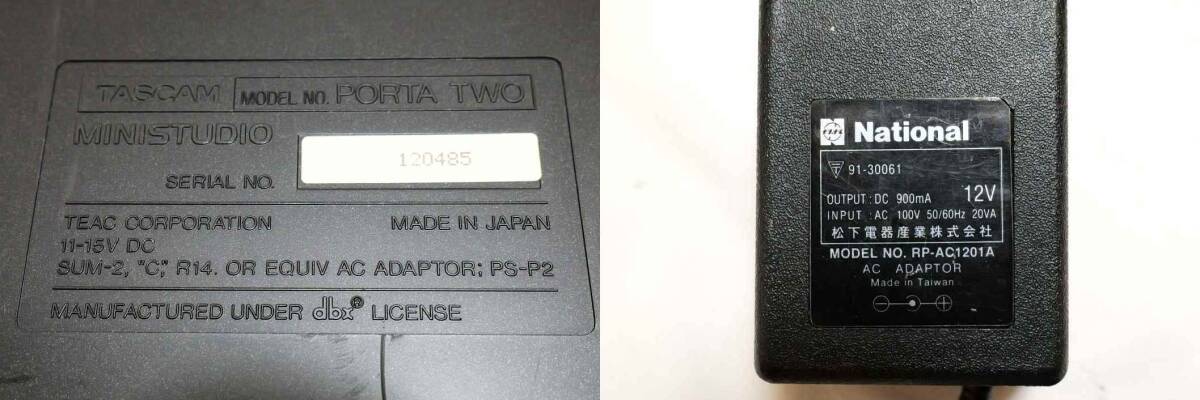 TASCAM MODEL NO. PORTA TWO
MINISTUDIO
120485
SERIAL NO.
TEAC CORPORATION MADE IN JAPAN
11-15V DC
SUM-2, "C," R14. OR EQUIV AC ADAPTOR; PS-P2
MANUFACTURED UNDER dbx® LICENSE
National
91-30061
OUTPUT : DC 900mA 12V
INPUT : AC 100V 50/60Hz 20VA
松下電器産業株式会社
MODEL NO. RP-AC1201A
AC ADAPTOR
Made in Taiwan